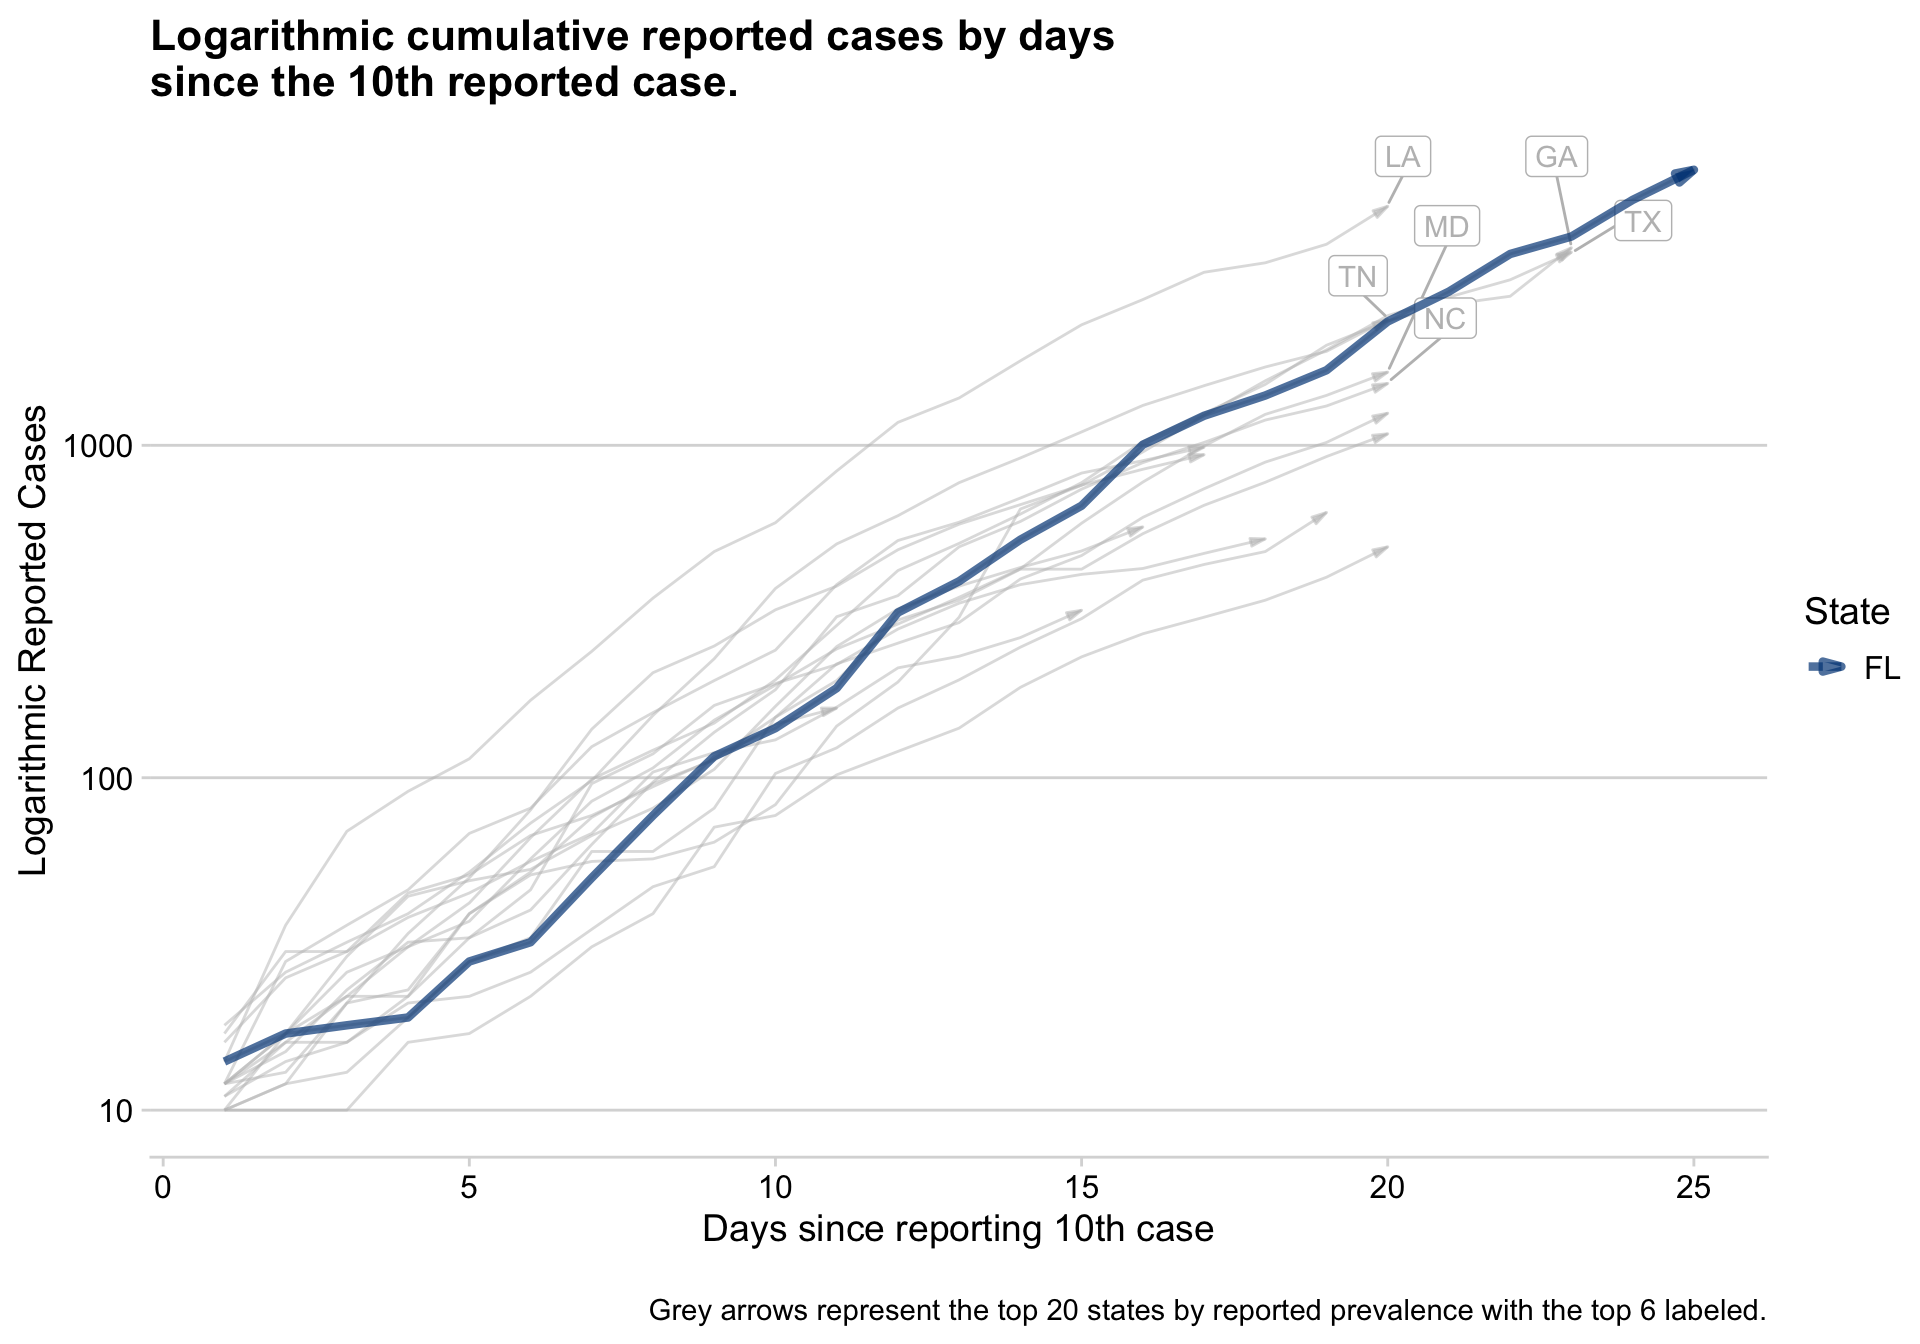 Logarithmic cumulative reported cases by days
since the 10th reported case.
LA
GA
TX
MD
TN
NC
Logarithmic Reported Cases
1000
100
10
State
FL
0 5 10 15 20 25
Days since reporting 10th case
Grey arrows represent the top 20 states by reported prevalence with the top 6 labeled.